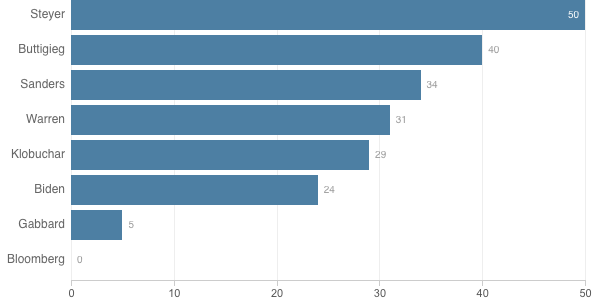 Steyer 50
Buttigieg 40
Sanders 34
Warren 31
Klobuchar 29
Biden 24
Gabbard 5
Bloomberg 0
0 10 20 30 40 50